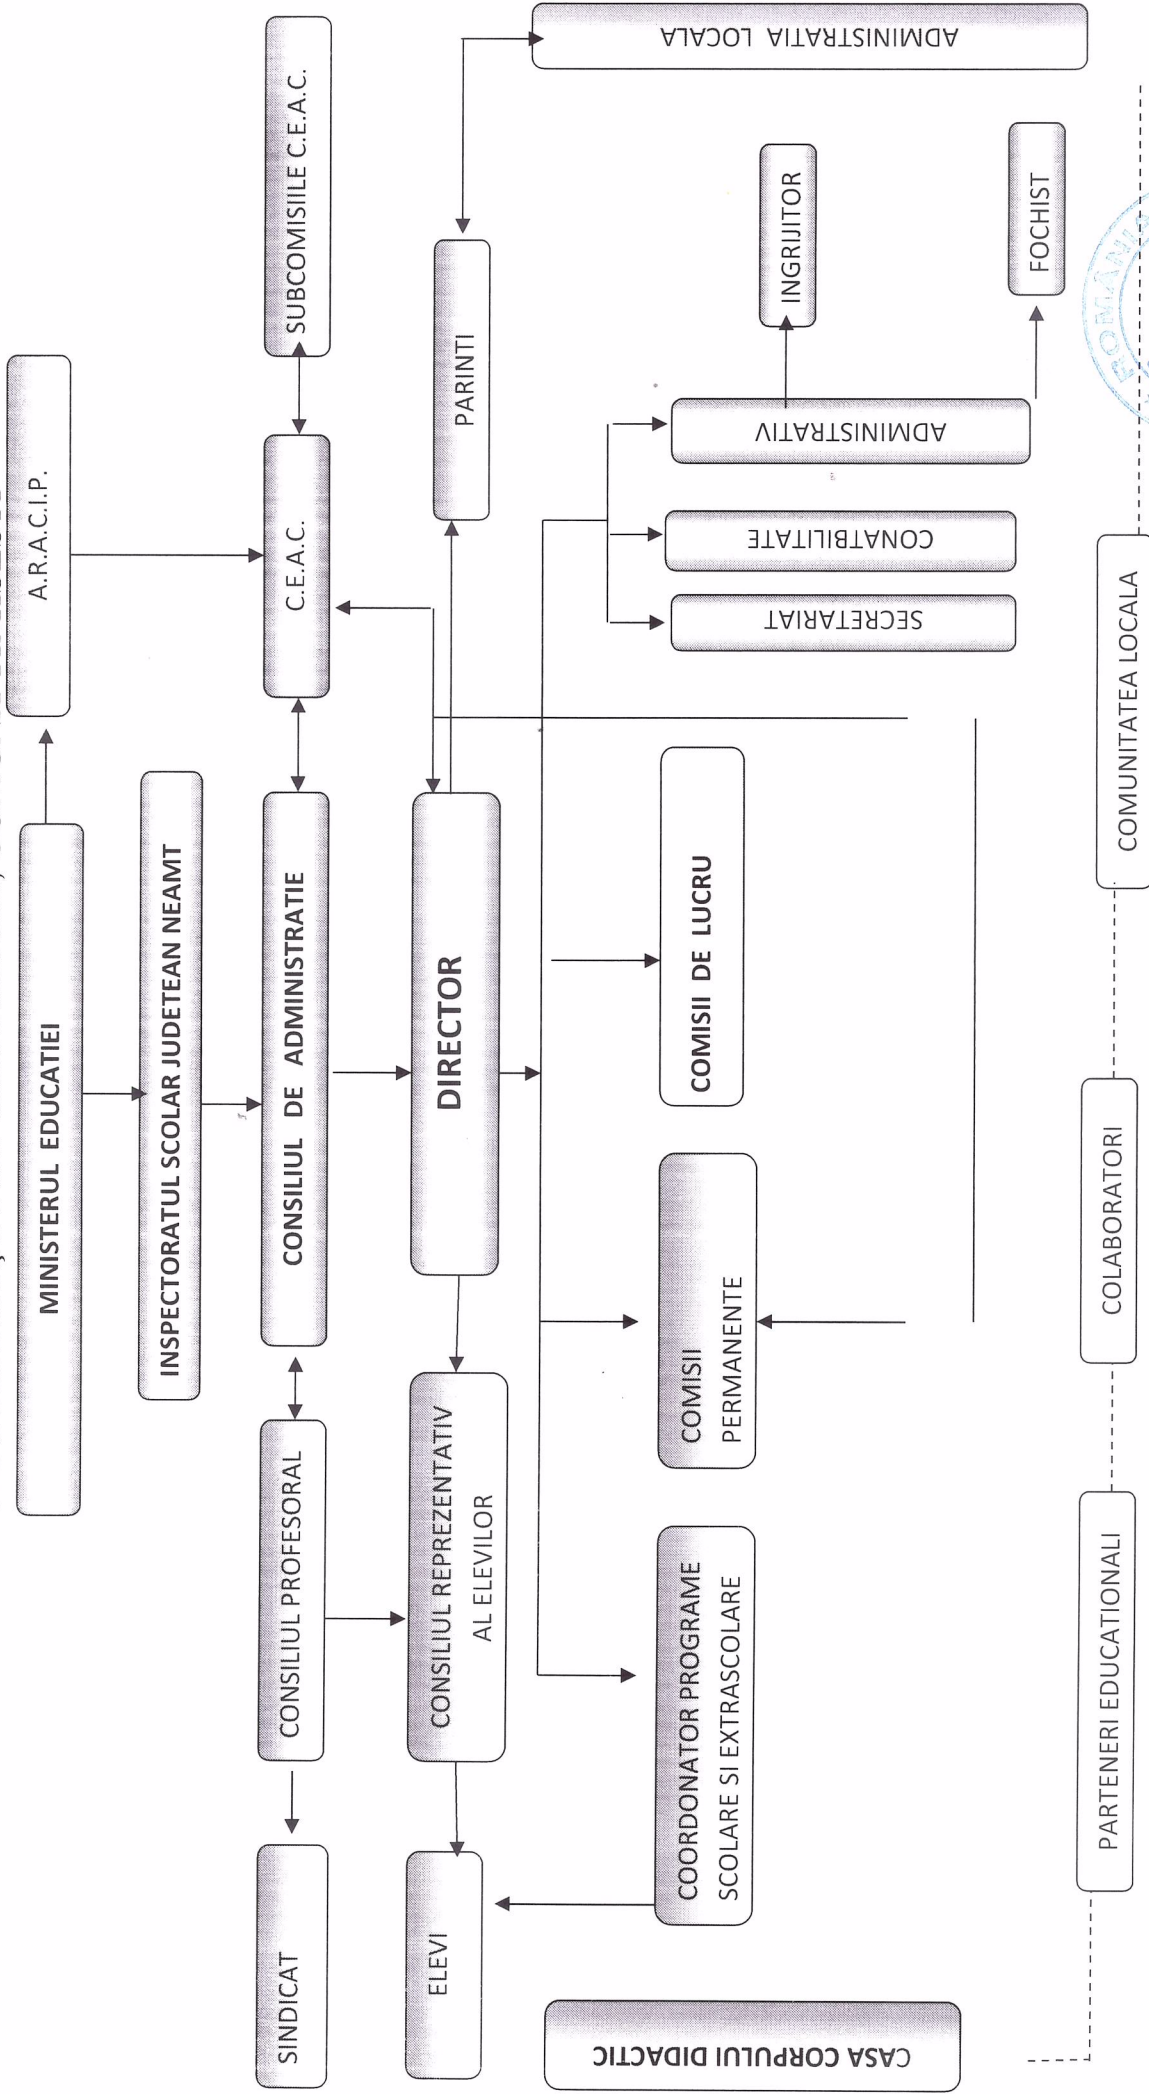 MINISTERUL EDUCATIEI
A.R.A.C.I.P.
INSPECTORATUL SCOLAR JUDETEAN NEAMT
SINDICAT
CONSILIUL PROFESORAL
CONSILIUL DE ADMINISTRATIE
C.E.A.C.
SUBCOMISIILE C.E.A.C.
ELEVI
CONSILIUL REPREZENTATIV
AL ELEVILOR
DIRECTOR
PARINTI
ADMINISTRATIA LOCALA
CASA CORPULUI DIDACTIC
COORDONATOR PROGRAME
SCOLARE SI EXTRASCOLARE
COMISII
PERMANENTE
COMISII DE LUCRU
SECRETARIAT
CONATBILITATE
ADMINISTRATIV
INGRIJITOR
FOCHIST
PARTENERI EDUCATIONALI
COLABORATORI
COMUNITATEA LOCALA
ROMÂNIA